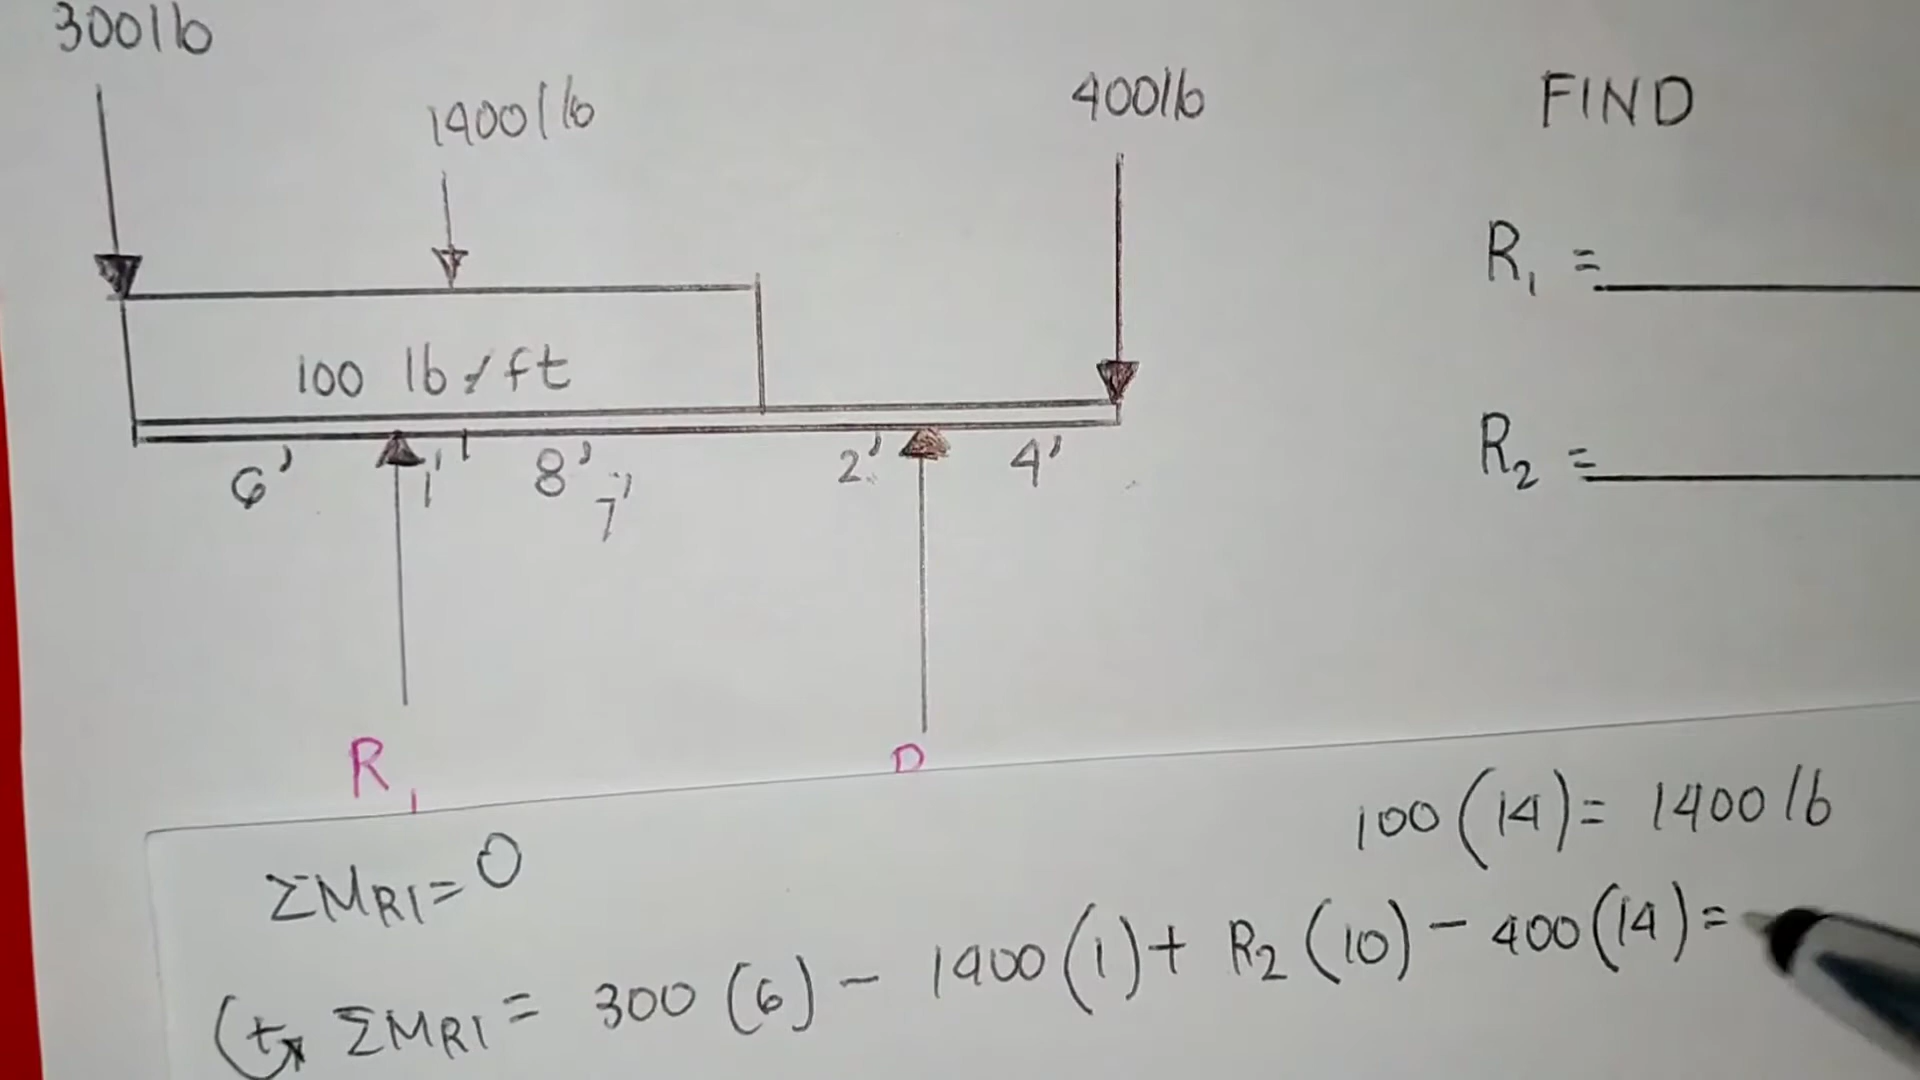 300lb
1400lb
400lb
FIND
R1 =
100 lb/ft
6' 1' 8' 2' 4'
7'
R2 =
R1
100(14)= 1400lb
ΣMR1=0
(+ ΣMR1 = 300(6) - 1400(1)+ R2(10) - 400(14)=